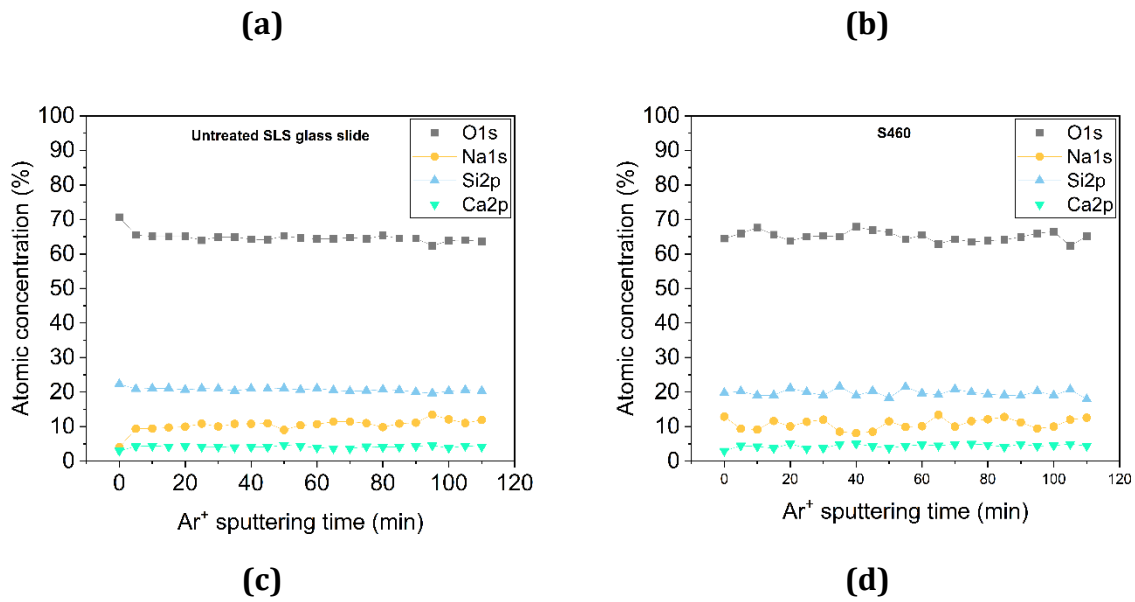 (a)
(b)
Atomic concentration (%)
100
90
80
70
60
50
40
30
20
10
0
Untreated SLS glass slide
O1s
Na1s
Si2p
Ca2p
0 20 40 60 80 100 120
Ar⁺ sputtering time (min)
Atomic concentration (%)
100
90
80
70
60
50
40
30
20
10
0
S460
O1s
Na1s
Si2p
Ca2p
0 20 40 60 80 100 120
Ar⁺ sputtering time (min)
(c)
(d)